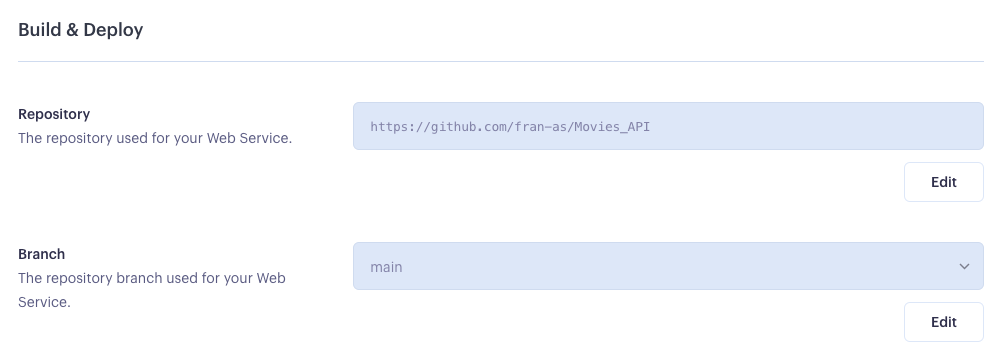 Build & Deploy
Repository
The repository used for your Web Service.
https://github.com/fran-as/Movies_API
Edit
Branch
The repository branch used for your Web
Service.
main
Edit